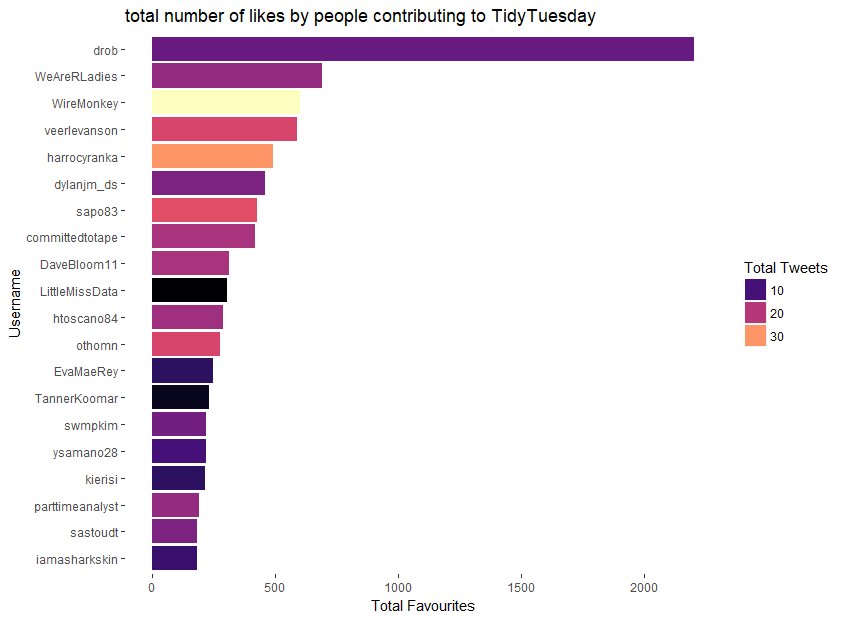 total number of likes by people contributing to TidyTuesday
Username
drob
WeAreRLadies
WireMonkey
veerlevanson
harrocyranka
dylanjm_ds
sapo83
committedtotape
DaveBloom11
LittleMissData
htoscano84
othomn
EvaMaeRey
TannerKoomar
swmpkim
ysamano28
kierisi
parttimeanalyst
sastoudt
iamasharkskin
0 500 1000 1500 2000
Total Favourites
Total Tweets
10
20
30